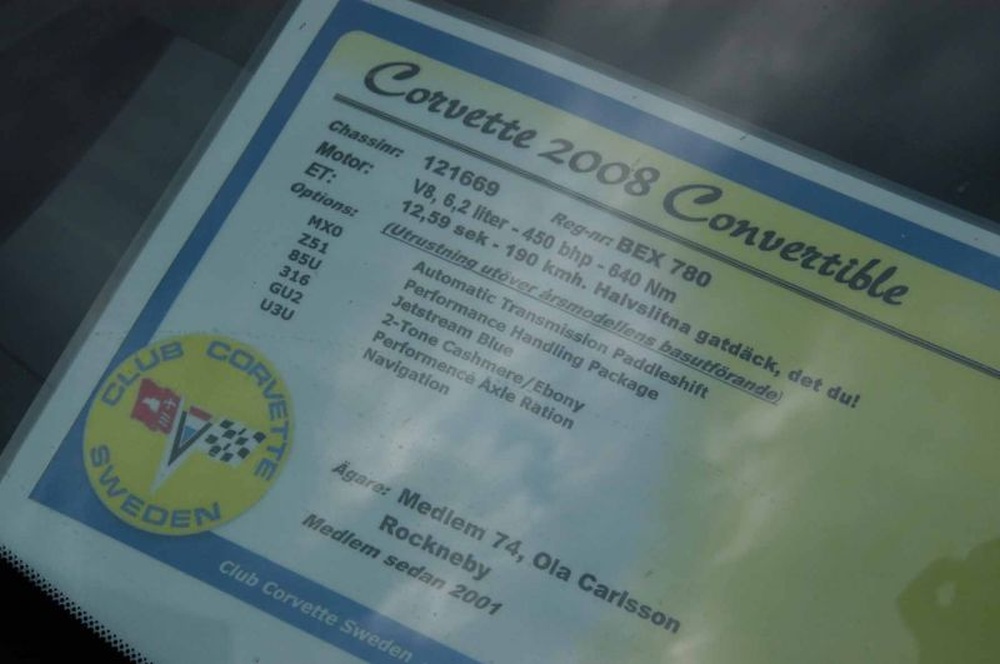 Corvette 2008 Convertible
Chassinr: 121669 Reg-nr: BEX 780
Motor: V8, 6,2 liter - 450 bhp - 640 Nm
ET: 12,59 sek - 190 kmh. Halvslitna gatdäck, det du!
Options: (Utrustning utöver årsmodellens basutförande)
MX0 Automatic Transmission Paddleshift
Z51 Performance Handling Package
85U Jetstream Blue
316 2-Tone Cashmere/Ebony
GU2 Performence Axle Ration
U3U Navigation
CLUB CORVETTE
SWEDEN
Ägare: Medlem 74, Ola Carlsson
Rockneby
Medlem sedan 2001
Club Corvette Sweden